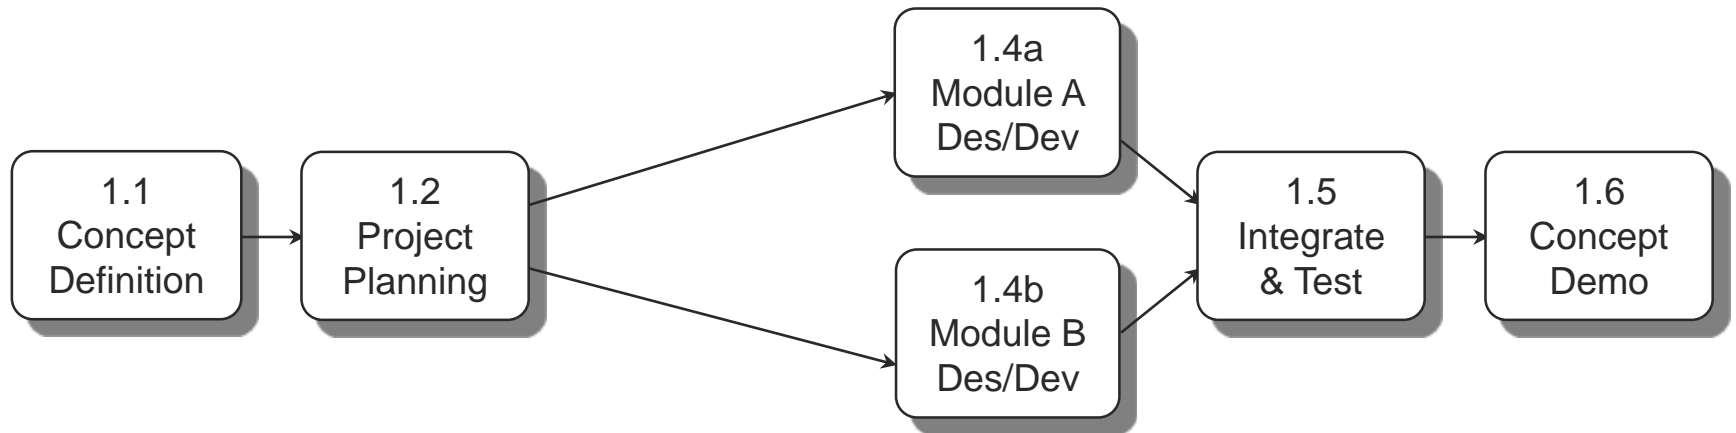 1.1
Concept
Definition
1.2
Project
Planning
1.4a
Module A
Des/Dev
1.4b
Module B
Des/Dev
1.5
Integrate
& Test
1.6
Concept
Demo